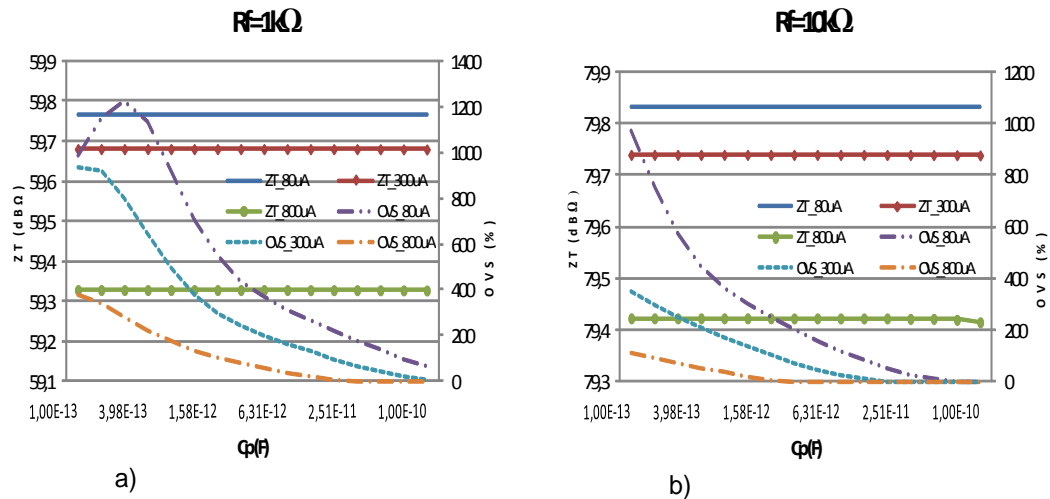 Rf=1kΩ
59,9
59,8
59,7
59,6
59,5
59,4
59,3
59,2
59,1
ZT (dBΩ)
1400
1200
1000
800
600
400
200
0
OVS (%)
ZT_80uA
ZT_300uA
ZT_800uA
OVS_80uA
OVS_300uA
OVS_800uA
1,00E-13
3,98E-13
1,58E-12
6,31E-12
2,51E-11
1,00E-10
Cp(F)
a)
Rf=10kΩ
79,9
79,8
79,7
79,6
79,5
79,4
79,3
ZT (dBΩ)
1200
1000
800
600
400
200
0
OVS (%)
ZT_80uA
ZT_300uA
ZT_800uA
OVS_80uA
OVS_300uA
OVS_800uA
1,00E-13
3,98E-13
1,58E-12
6,31E-12
2,51E-11
1,00E-10
Cp(F)
b)